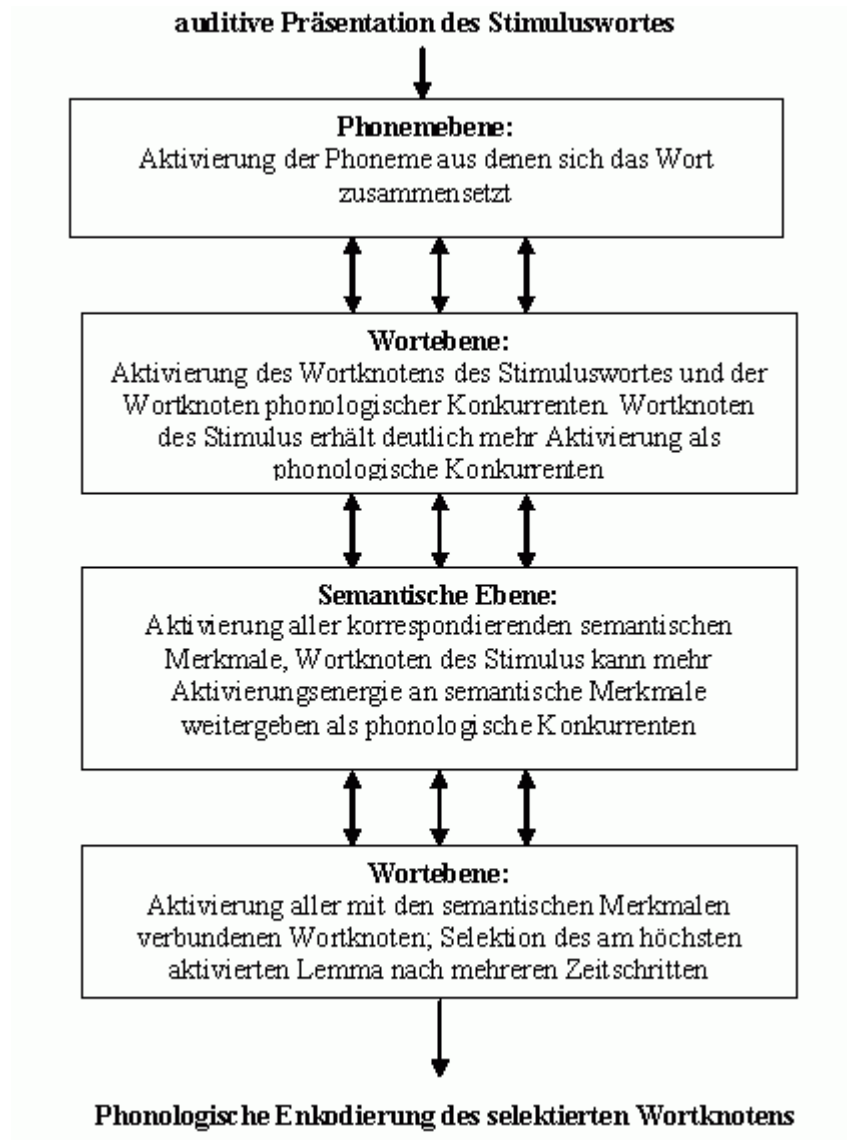 auditive Präsentation des Stimuluswortes
Phonemebene:
Aktivierung der Phoneme aus denen sich das Wort
zusammensetzt
Wortebene:
Aktivierung des Wortknotens des Stimuluswortes und der
Wortknoten phonologischer Konkurrenten. Wortknoten
des Stimulus erhält deutlich mehr Aktivierung als
phonologische Konkurrenten
Semantische Ebene:
Aktivierung aller korrespondierenden semantischen
Merkmale, Wortknoten des Stimulus kann mehr
Aktivierungsenergie an semantische Merkmale
weitergeben als phonologische Konkurrenten
Wortebene:
Aktivierung aller mit den semantischen Merkmalen
verbundenen Wortknoten; Selektion des am höchsten
aktivierten Lemma nach mehreren Zeitschritten
Phonologische Enkodierung des selektierten Wortknotens